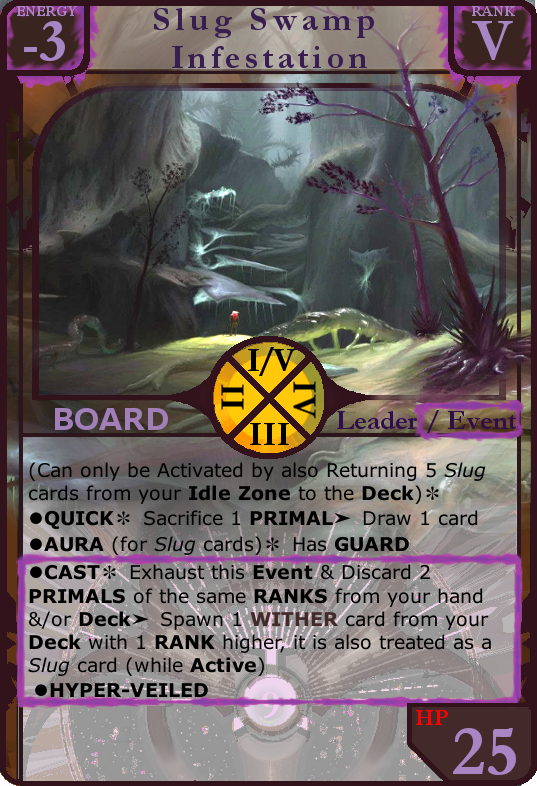 ENERGY
-3
Slug Swamp
Infestation
RANK
V
I/V
II
IV
III
BOARD
Leader / Event
(Can only be Activated by also Returning 5 Slug
cards from your Idle Zone to the Deck)✻
●QUICK✻ Sacrifice 1 PRIMAL➤ Draw 1 card
●AURA (for Slug cards)✻ Has GUARD
●CAST✻ Exhaust this Event & Discard 2
PRIMALS of the same RANKS from your hand
&/or Deck➤ Spawn 1 WITHER card from your
Deck with 1 RANK higher, it is also treated as a
Slug card (while Active)
●HYPER-VEILED
HP
25